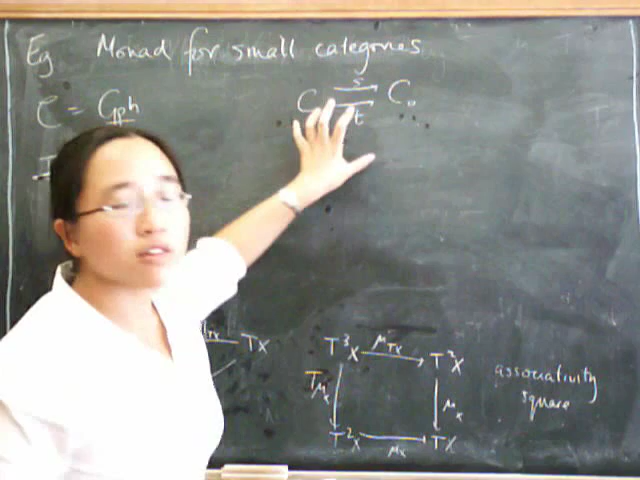 Eg Monad for small categories
C = Gph
C s C₀
t
TX
T³X μTX T²X
Tμx μx
T²x μx TX
associativity
square